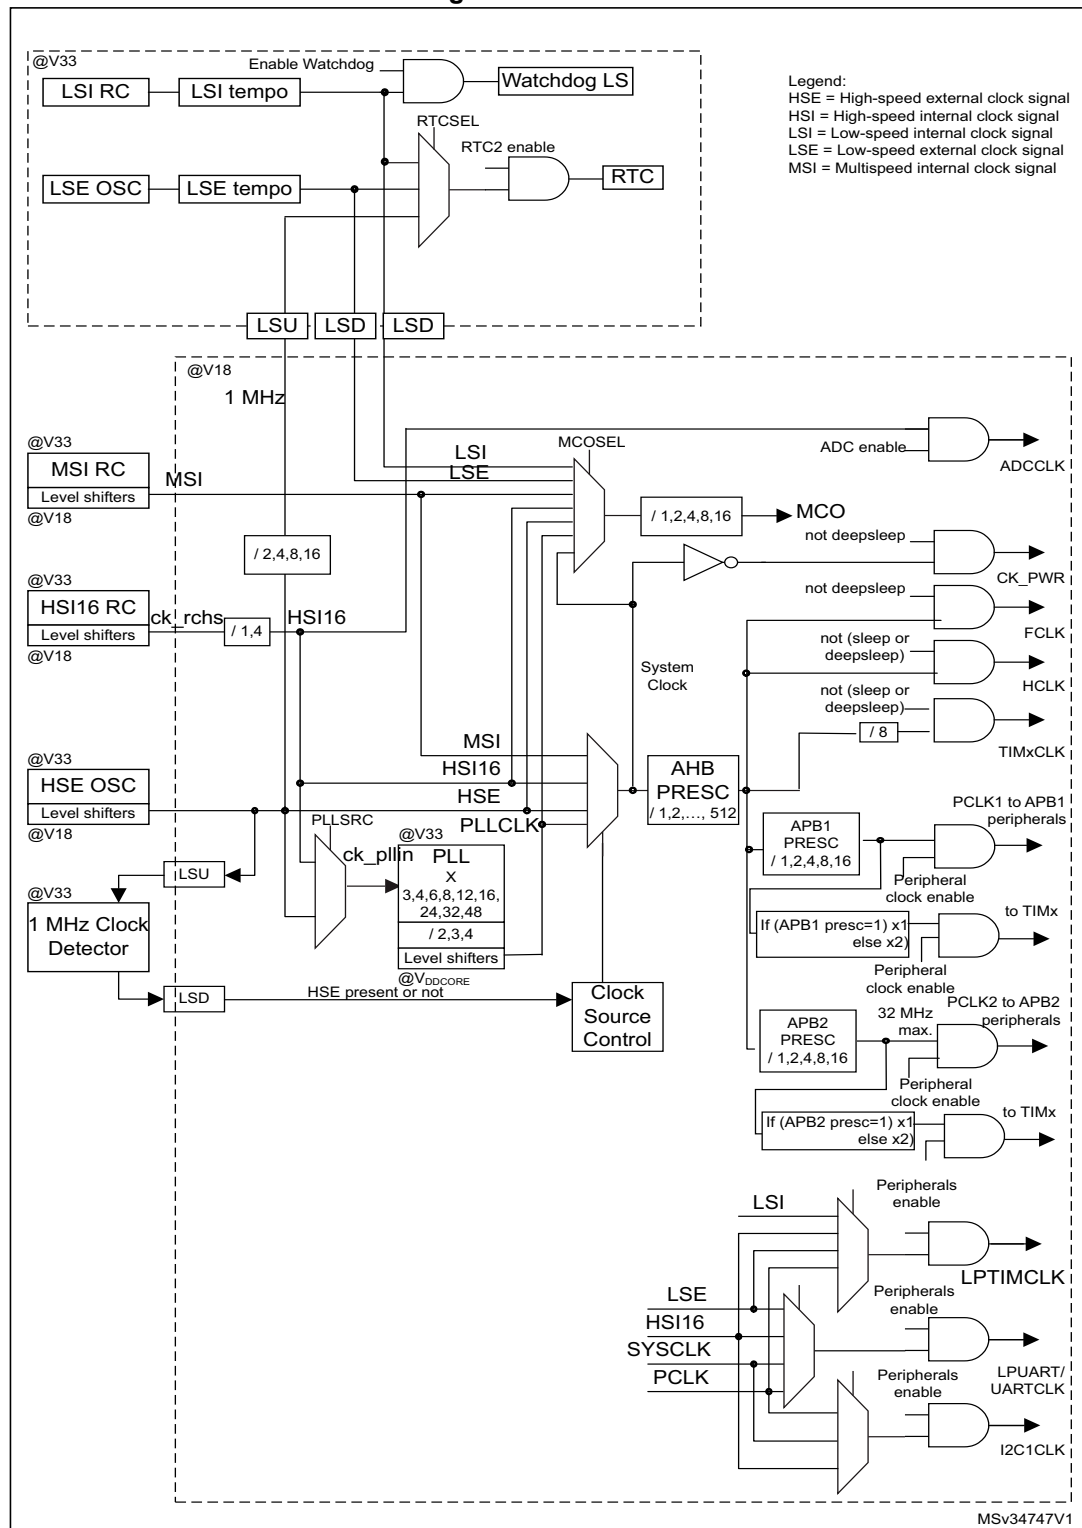 @V33
Enable Watchdog
LSI RC
LSI tempo
Watchdog LS
Legend:
HSE = High-speed external clock signal
HSI = High-speed internal clock signal
LSI = Low-speed internal clock signal
LSE = Low-speed external clock signal
MSI = Multispeed internal clock signal
RTCSEL
RTC2 enable
LSE OSC
LSE tempo
RTC
LSU
LSD
LSD
@V18
1 MHz
@V33
MSI RC
Level shifters
@V18
MSI
LSI
LSE
MCOSEL
ADC enable
ADCCLK
/ 1,2,4,8,16
MCO
/ 2,4,8,16
not deepsleep
CK_PWR
@V33
HSI16 RC
Level shifters
@V18
ck_rchs
/ 1,4
HSI16
not deepsleep
FCLK
System
Clock
not (sleep or
deepsleep)
HCLK
not (sleep or
deepsleep)
/ 8
TIMxCLK
@V33
HSE OSC
Level shifters
@V18
MSI
HSI16
HSE
PLLCLK
AHB
PRESC
/ 1,2,..., 512
PLLSRC
ck_pllin
@V33
PLL
X
3,4,6,8,12,16,
24,32,48
/ 2,3,4
Level shifters
@VDDCORE
PCLK1 to APB1
peripherals
APB1
PRESC
/ 1,2,4,8,16
Peripheral
clock enable
LSU
@V33
1 MHz Clock
Detector
If (APB1 presc=1) x1
else x2)
to TIMx
Peripheral
clock enable
LSD
HSE present or not
Clock
Source
Control
PCLK2 to APB2
peripherals
32 MHz
max.
APB2
PRESC
/ 1,2,4,8,16
Peripheral
clock enable
If (APB2 presc=1) x1
else x2)
to TIMx
Peripherals
enable
LSI
LPTIMCLK
LSE
HSI16
SYSCLK
PCLK
Peripherals
enable
LPUART/
UARTCLK
Peripherals
enable
I2C1CLK
MSv34747V1